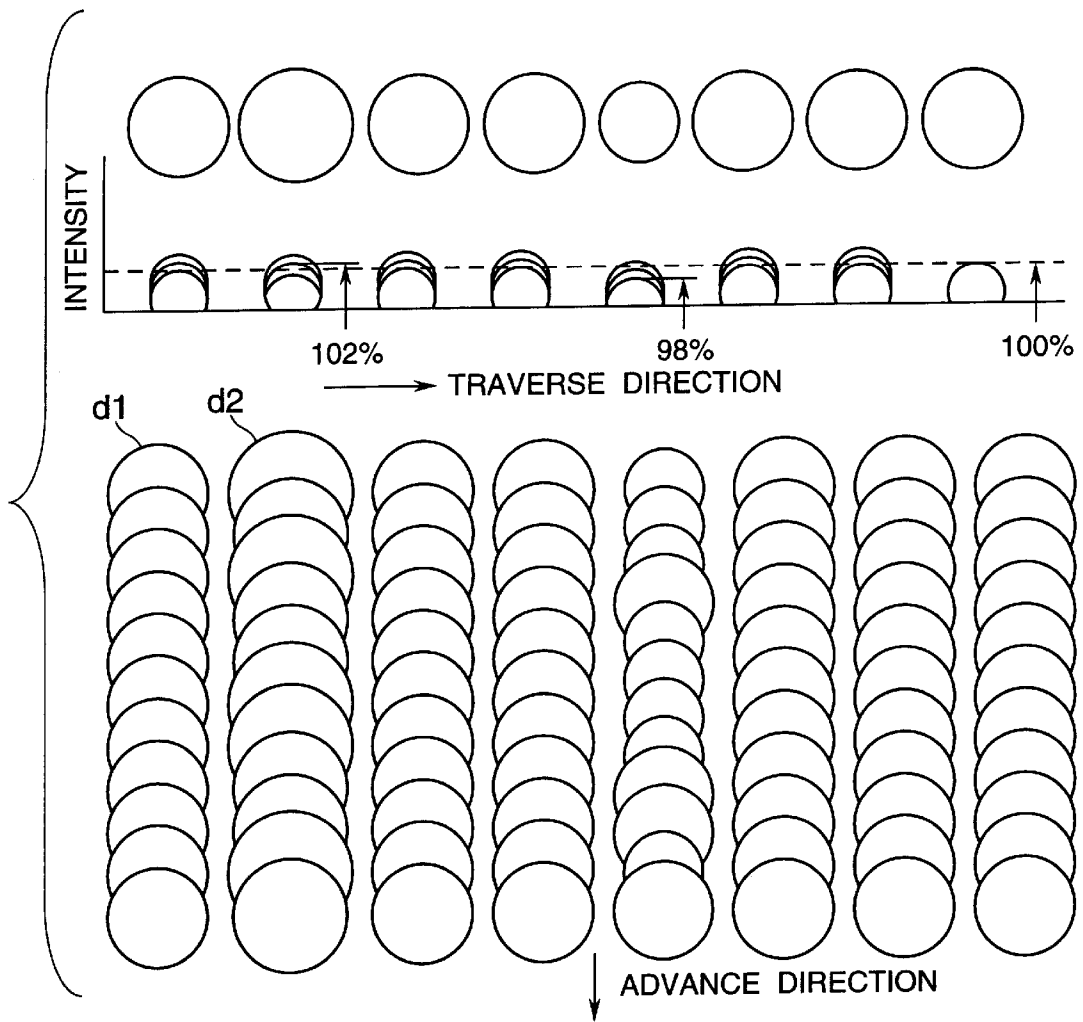 INTENSITY
102%
98%
100%
TRAVERSE DIRECTION
d1
d2
ADVANCE DIRECTION